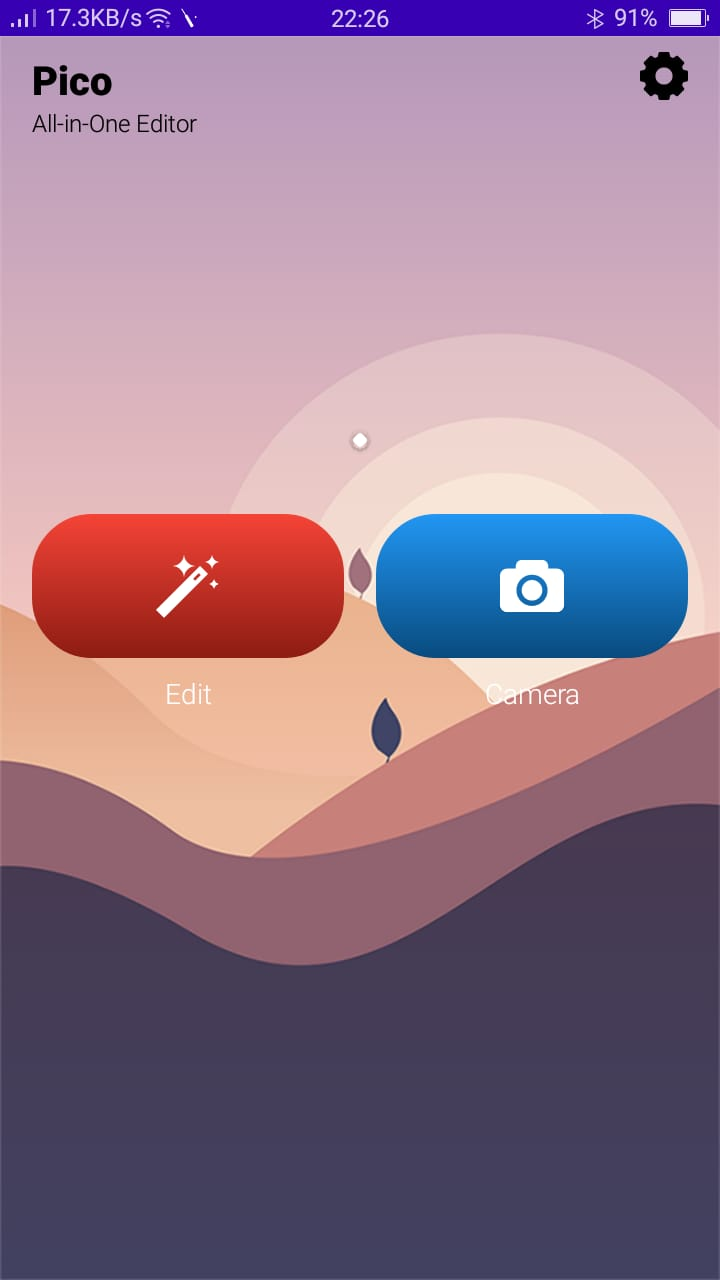 17.3KB/s 22:26 91%
Pico
All-in-One Editor
Edit Camera